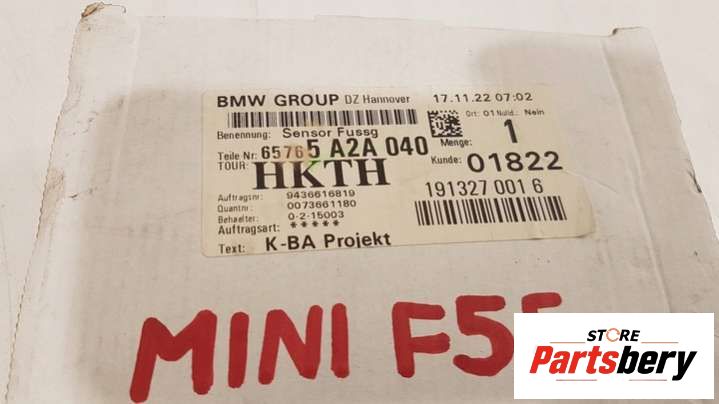 BMW GROUP DZ Hannover 17.11.22 07:02
Ort: 01 Nuld.: Nein
Benennung: Sensor Fussg
Menge: 1
Teile Nr: 65765 A2A 040
Kunde: 01822
TOUR: HKTH
191327 001 6
Auftragsnr: 9436616819
Quantnr: 0073661180
Behaelter: 0-2-15003
Auftragsart: *****
Text: K-BA Projekt
MINI F55
STORE
Partsbery